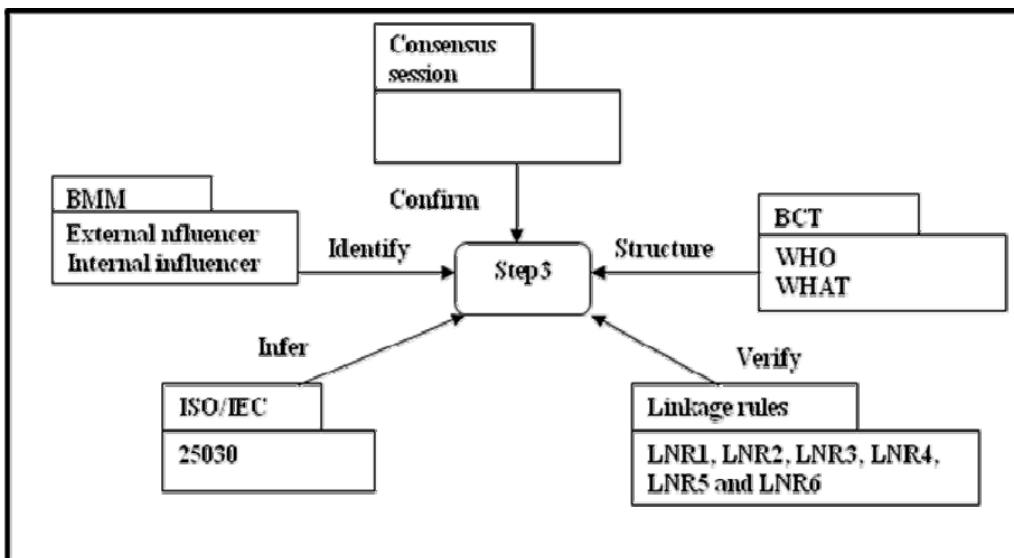 Consensus
session
Confirm
BMM
External nfluencer
Internal influencer
Identify
Step3
Structure
BCT
WHO
WHAT
Infer
Verify
ISO/IEC
25030
Linkage rules
LNR1, LNR2, LNR3, LNR4,
LNR5 and LNR6